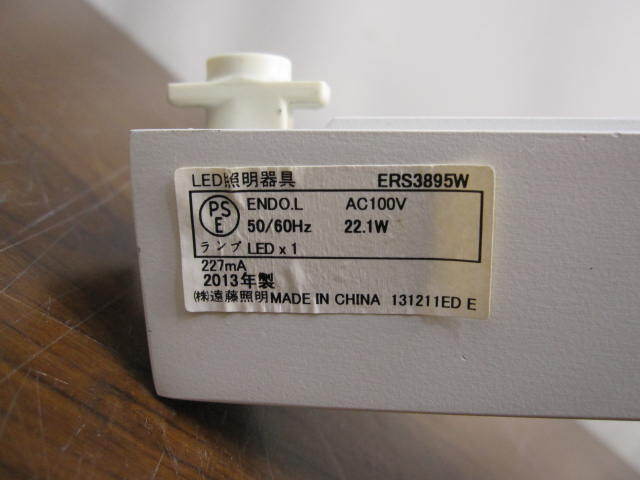 LED照明器具 ERS3895W
PS E ENDO.L AC100V
50/60Hz 22.1W
ランプ LED x 1
227mA
2013年製
㈱遠藤照明 MADE IN CHINA 131211ED E